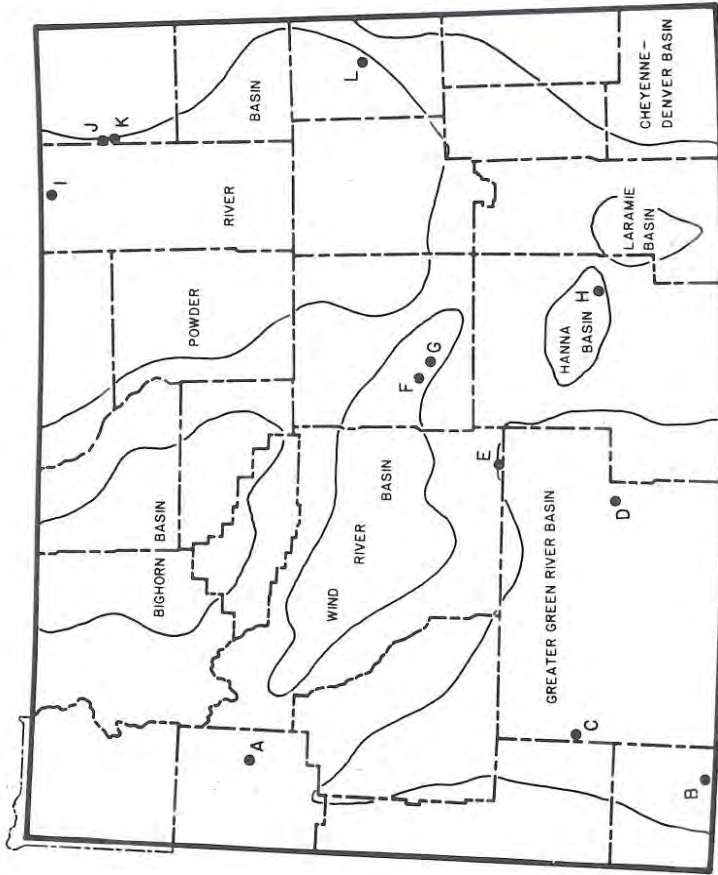 J
K
I
L
BASIN
RIVER
POWDER
CHEYENNE–
DENVER BASIN
LARAMIE
BASIN
HANNA
BASIN
H
G
F
E
D
BIGHORN BASIN
WIND
RIVER
BASIN
GREATER GREEN RIVER BASIN
A
C
B